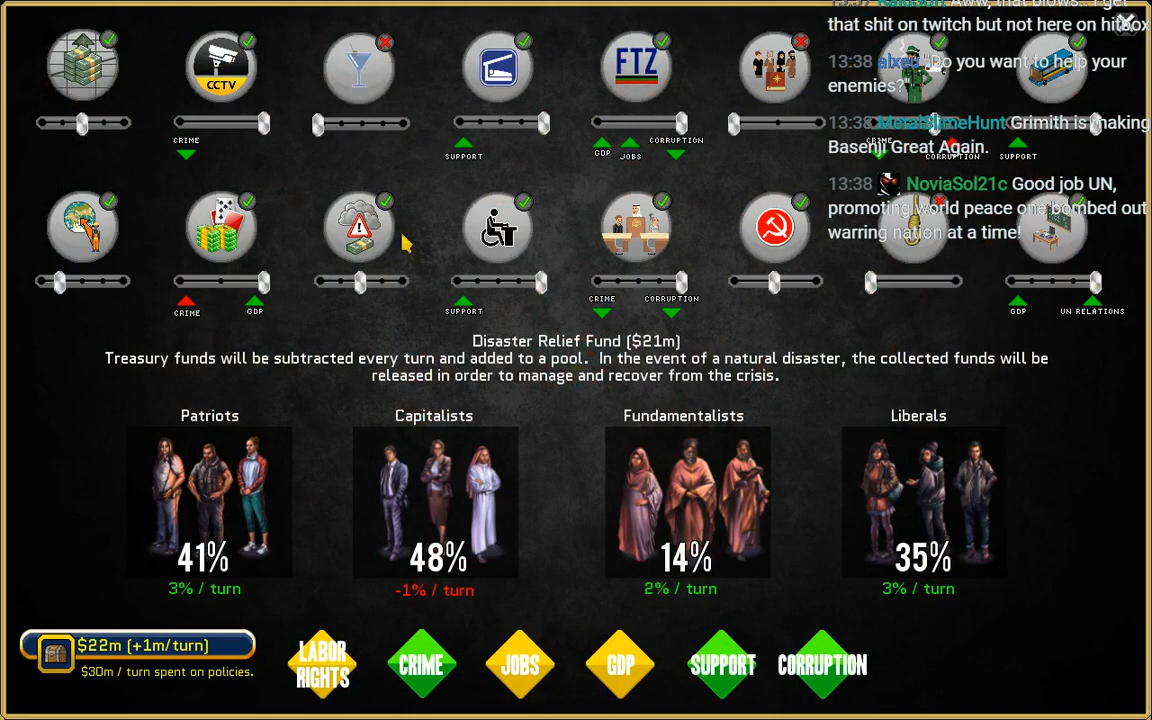 that shit on twitch but not here on hitbox
13:38 alxeu "Do you want to help your
enemies?"
13:38 MetalSlimeHunt Grimith is making
Basenji Great Again.
13:38 NoviaSol21c Good job UN,
promoting world peace one bombed out
warring nation at a time!
CCTV
FTZ
CRIME
SUPPORT
GDP JOBS CORRUPTION
CRIME CORRUPTION
SUPPORT
CRIME GDP
SUPPORT
CRIME CORRUPTION
GDP UN RELATIONS
Disaster Relief Fund ($21m)
Treasury funds will be subtracted every turn and added to a pool. In the event of a natural disaster, the collected funds will be
released in order to manage and recover from the crisis.
Patriots Capitalists Fundamentalists Liberals
41% 48% 14% 35%
3% / turn -1% / turn 2% / turn 3% / turn
$22m (+1m/turn)
$30m / turn spent on policies.
LABOR
RIGHTS
CRIME
JOBS
GDP
SUPPORT
CORRUPTION